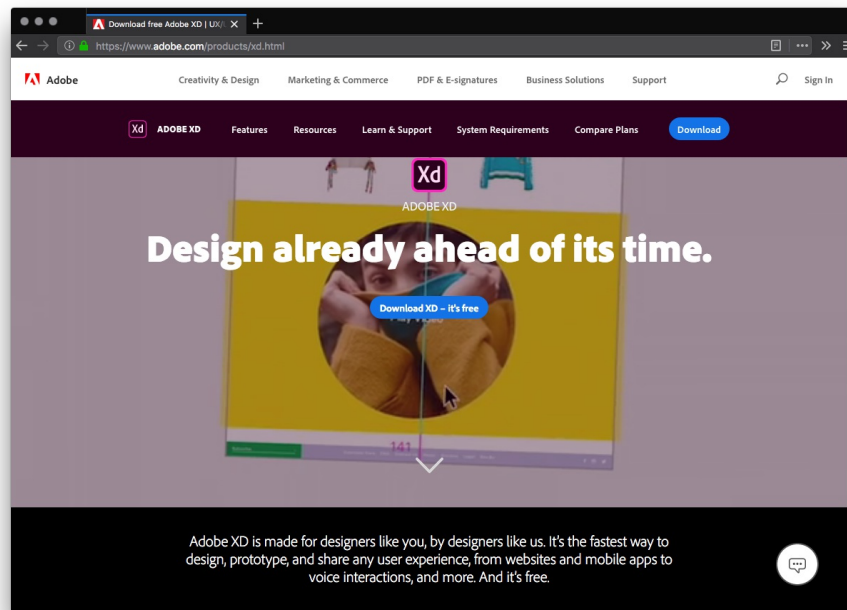 Download free Adobe XD | UX/
https://www.adobe.com/products/xd.html
Adobe
Creativity & Design
Marketing & Commerce
PDF & E-signatures
Business Solutions
Support
Sign In
Xd
ADOBE XD
Features
Resources
Learn & Support
System Requirements
Compare Plans
Download
Xd
ADOBE XD
Design already ahead of its time.
Download XD – it's free
Play Video
141
Adobe XD is made for designers like you, by designers like us. It's the fastest way to
design, prototype, and share any user experience, from websites and mobile apps to
voice interactions, and more. And it's free.